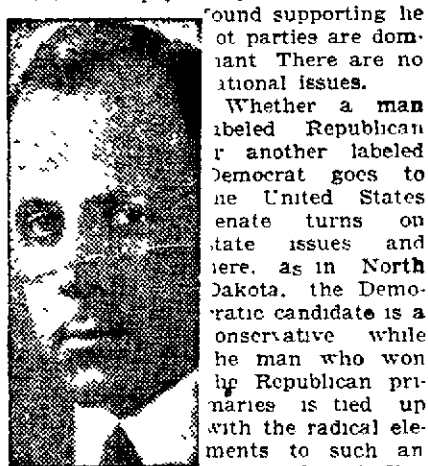 ound supporting he
ot parties are dom-
nant There are no
ational issues.
Whether a man
abeled Republican
r another labeled
Democrat goes to
he United States
enate turns on
state issues and
here, as in North
Dakota, the Demo-
cratic candidate is a
onservative while
he man who won
the Republican pri-
maries is tied up
with the radical ele-
ments to such an